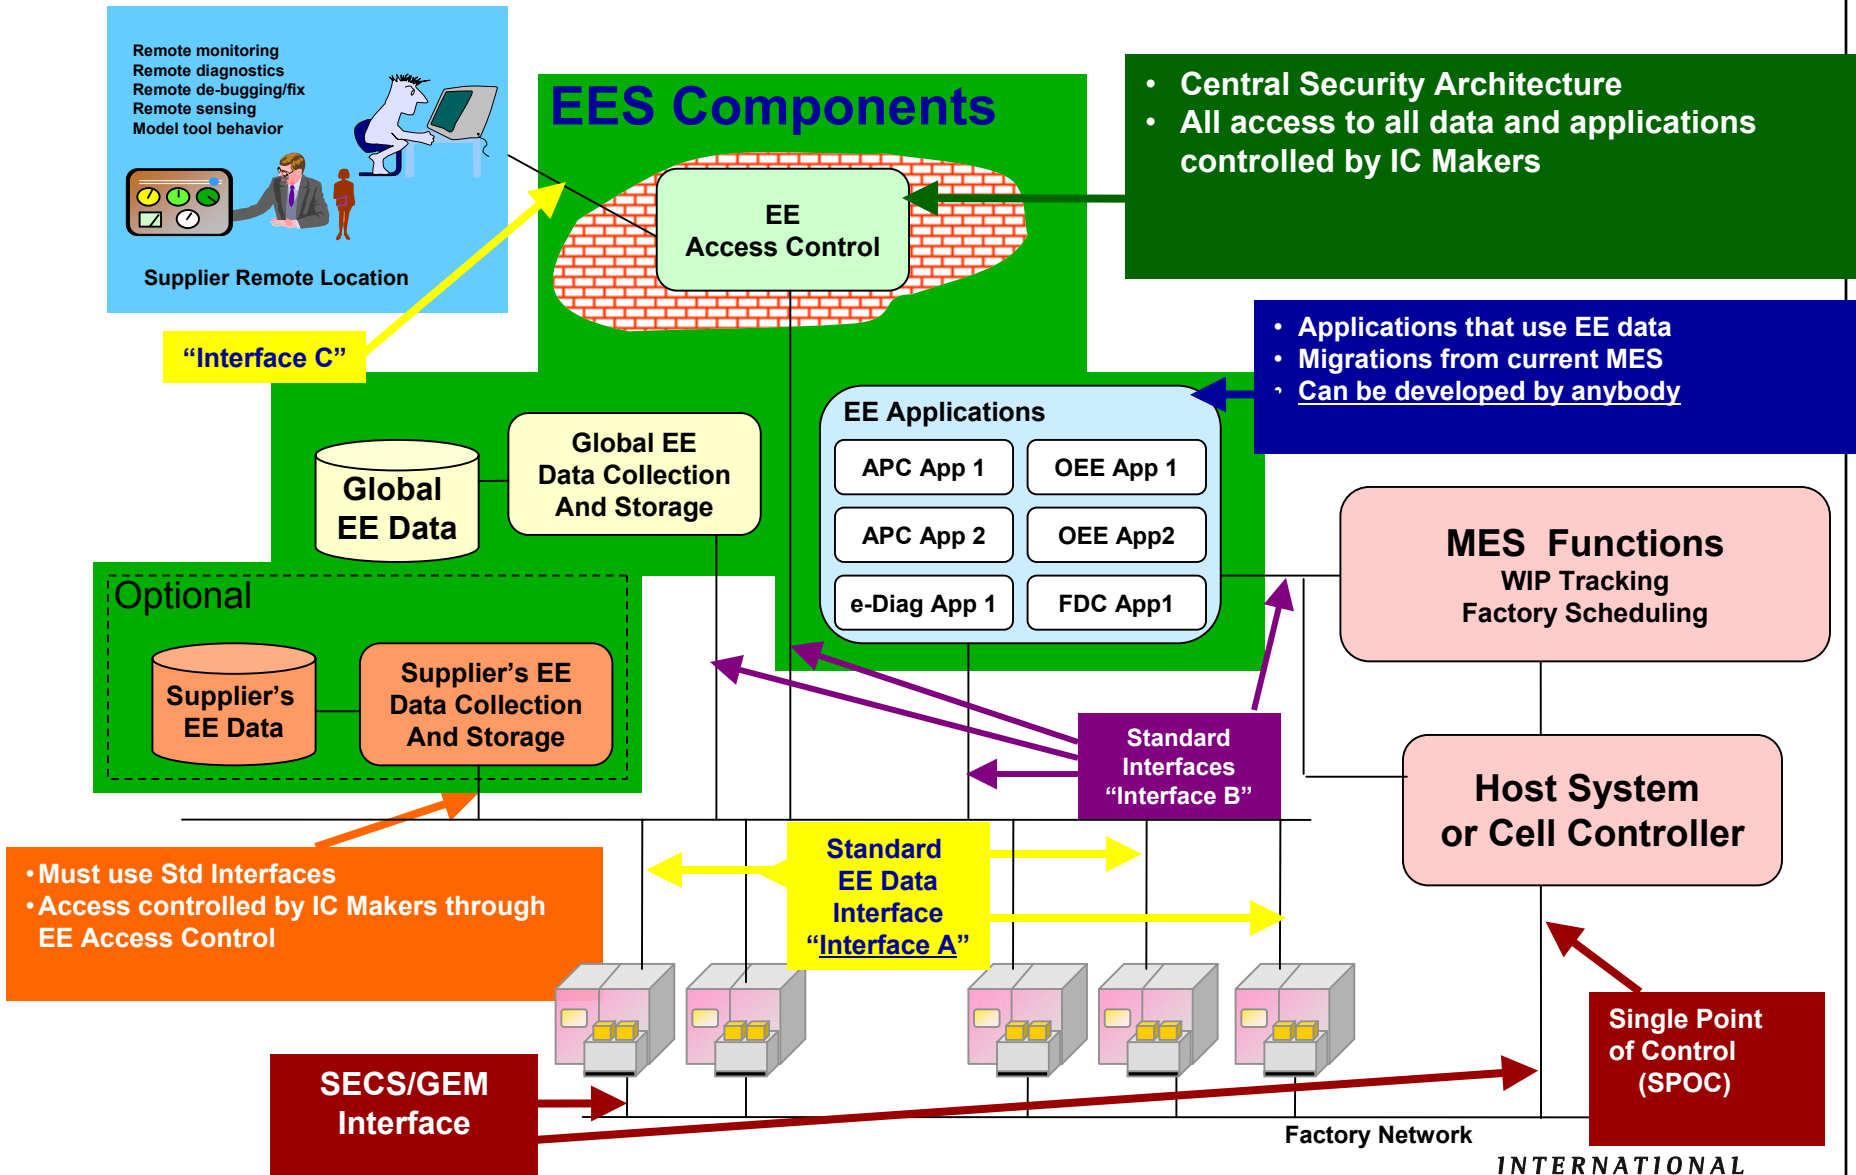 Remote monitoring
Remote diagnostics
Remote de-bugging/fix
Remote sensing
Model tool behavior
Supplier Remote Location
EES Components
EE
Access Control
• Central Security Architecture
• All access to all data and applications
controlled by IC Makers
“Interface C”
• Applications that use EE data
• Migrations from current MES
• Can be developed by anybody
Global
EE Data
Global EE
Data Collection
And Storage
EE Applications
APC App 1
OEE App 1
APC App 2
OEE App2
e-Diag App 1
FDC App1
MES Functions
WIP Tracking
Factory Scheduling
Optional
Supplier’s
EE Data
Supplier’s EE
Data Collection
And Storage
Standard
Interfaces
“Interface B”
Host System
or Cell Controller
• Must use Std Interfaces
• Access controlled by IC Makers through
EE Access Control
Standard
EE Data
Interface
“Interface A”
SECS/GEM
Interface
Single Point
of Control
(SPOC)
Factory Network
INTERNATIONAL